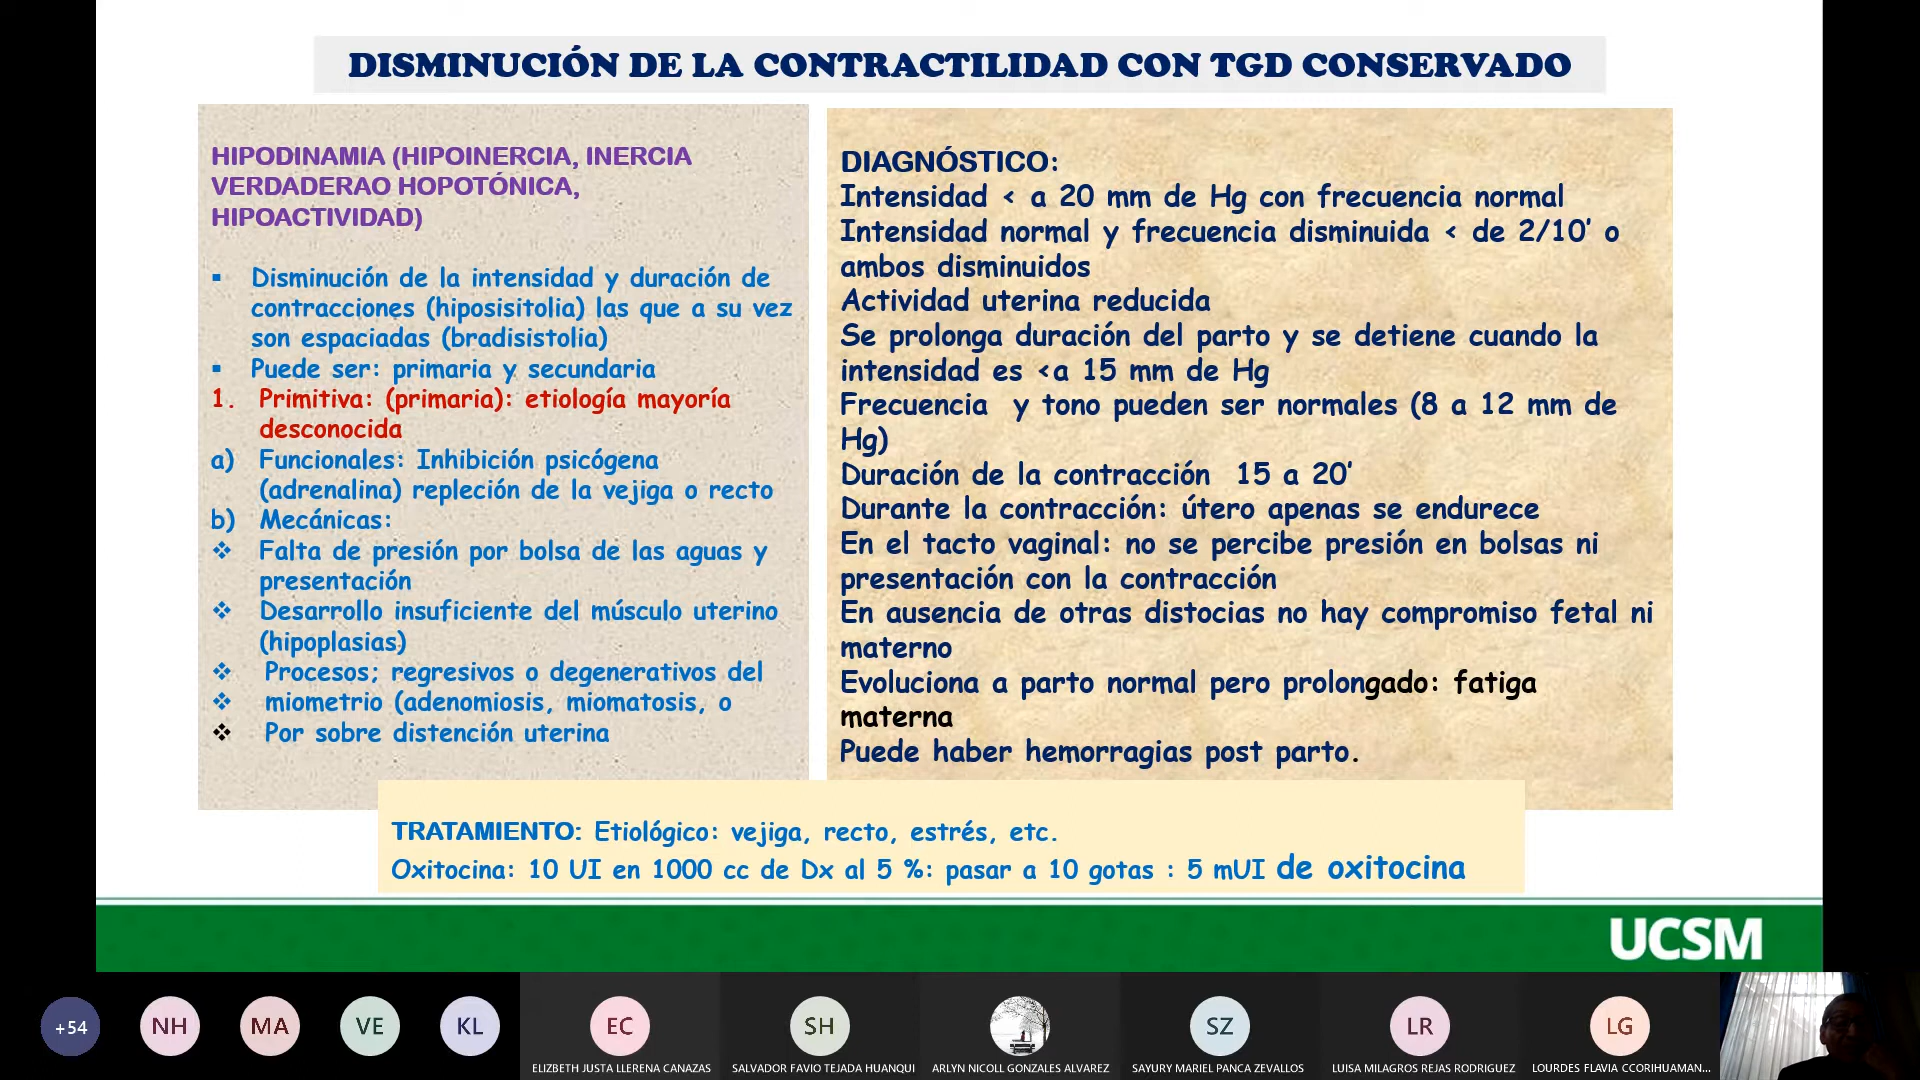 DISMINUCIÓN DE LA CONTRACTILIDAD CON TGD CONSERVADO
HIPODINAMIA (HIPOINERCIA, INERCIA
VERDADERAO HOPOTÓNICA,
HIPOACTIVIDAD)
▪ Disminución de la intensidad y duración de
contracciones (hiposisitolia) las que a su vez
son espaciadas (bradisistolia)
▪ Puede ser: primaria y secundaria
1. Primitiva: (primaria): etiología mayoría
desconocida
a) Funcionales: Inhibición psicógena
(adrenalina) repleción de la vejiga o recto
b) Mecánicas:
❖ Falta de presión por bolsa de las aguas y
presentación
❖ Desarrollo insuficiente del músculo uterino
(hipoplasias)
❖ Procesos; regresivos o degenerativos del
❖ miometrio (adenomiosis, miomatosis, o
❖ Por sobre distención uterina
DIAGNÓSTICO:
Intensidad < a 20 mm de Hg con frecuencia normal
Intensidad normal y frecuencia disminuida < de 2/10' o
ambos disminuidos
Actividad uterina reducida
Se prolonga duración del parto y se detiene cuando la
intensidad es <a 15 mm de Hg
Frecuencia y tono pueden ser normales (8 a 12 mm de
Hg)
Duración de la contracción 15 a 20'
Durante la contracción: útero apenas se endurece
En el tacto vaginal: no se percibe presión en bolsas ni
presentación con la contracción
En ausencia de otras distocias no hay compromiso fetal ni
materno
Evoluciona a parto normal pero prolongado: fatiga
materna
Puede haber hemorragias post parto.
TRATAMIENTO: Etiológico: vejiga, recto, estrés, etc.
Oxitocina: 10 UI en 1000 cc de Dx al 5 %: pasar a 10 gotas : 5 mUI de oxitocina
UCSM
+54 NH MA VE KL EC SH SZ LR LG
ELIZBETH JUSTA LLERENA CANAZAS SALVADOR FAVIO TEJADA HUANQUI ARLYN NICOLL GONZALES ALVAREZ SAYURY MARIEL PANCA ZEVALLOS LUISA MILAGROS REJAS RODRIGUEZ LOURDES FLAVIA CCORIHUAMAN...